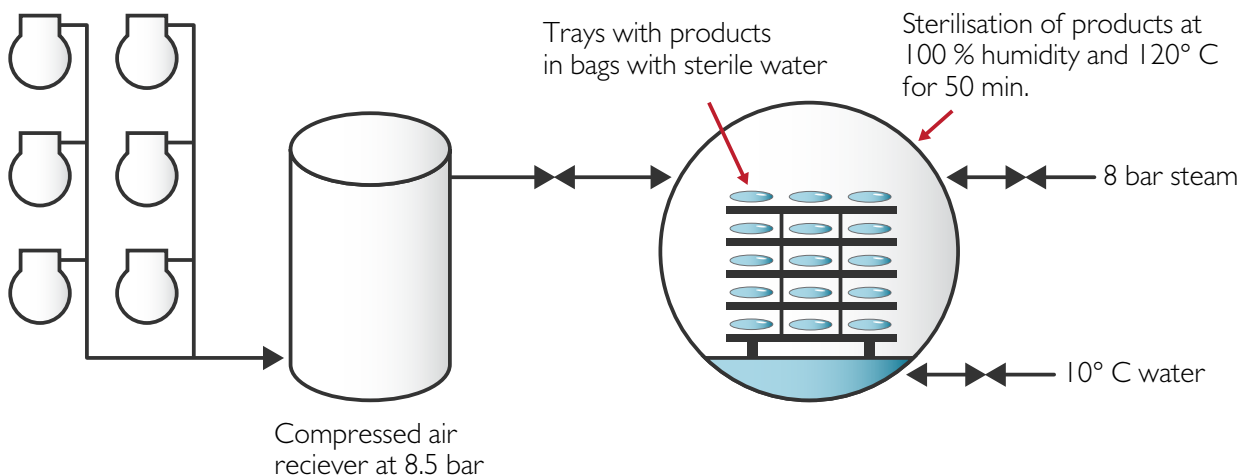 Trays with products
in bags with sterile water
Sterilisation of products at
100 % humidity and 120° C
for 50 min.
8 bar steam
10° C water
Compressed air
reciever at 8.5 bar